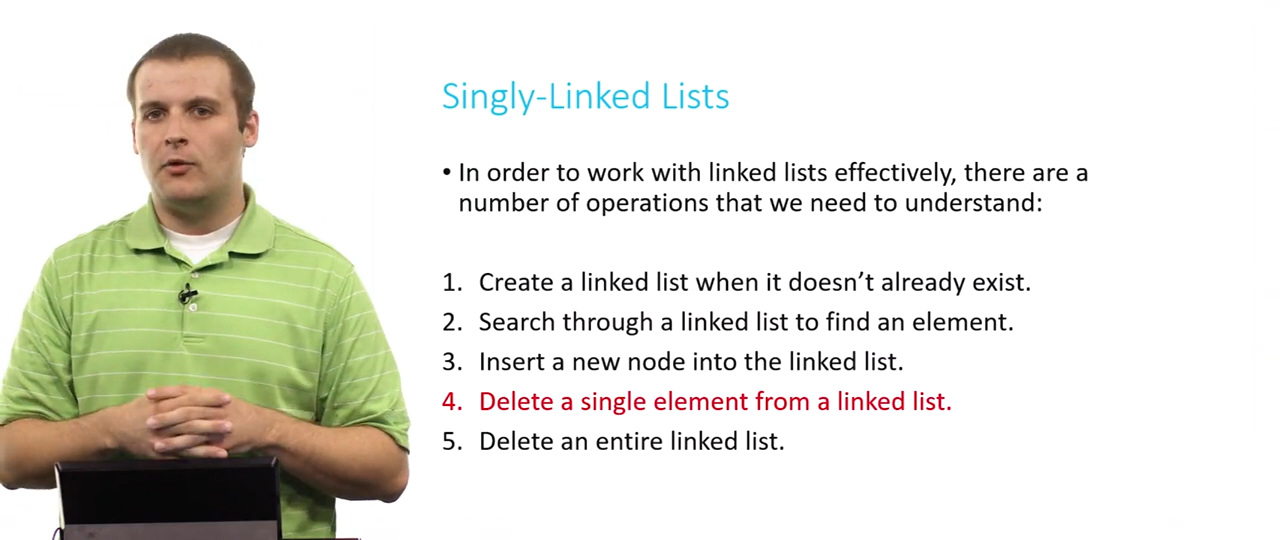 Singly-Linked Lists
• In order to work with linked lists effectively, there are a
number of operations that we need to understand:
1. Create a linked list when it doesn’t already exist.
2. Search through a linked list to find an element.
3. Insert a new node into the linked list.
4. Delete a single element from a linked list.
5. Delete an entire linked list.